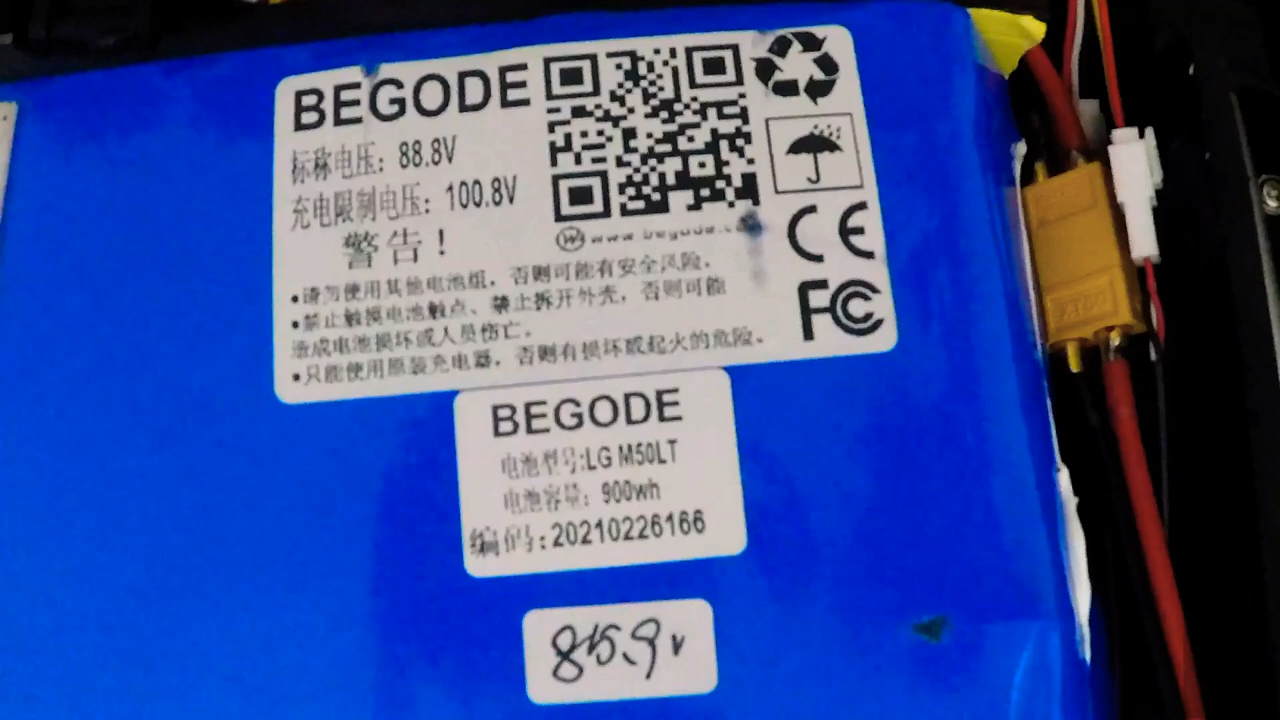 BEGODE
标称电压: 88.8V
充电限制电压: 100.8V
警告!
www.begode.c
•请勿使用其他电池组，否则可能有安全风险.
•禁止触摸电池触点、禁止拆开外壳，否则可能
造成电池损坏或人员伤亡.
•只能使用原装充电器，否则有损坏或起火的危险.
CE
FC
BEGODE
电池型号:LG M50LT
电池容量: 900wh
编码:20210226166
85.9v
XT60